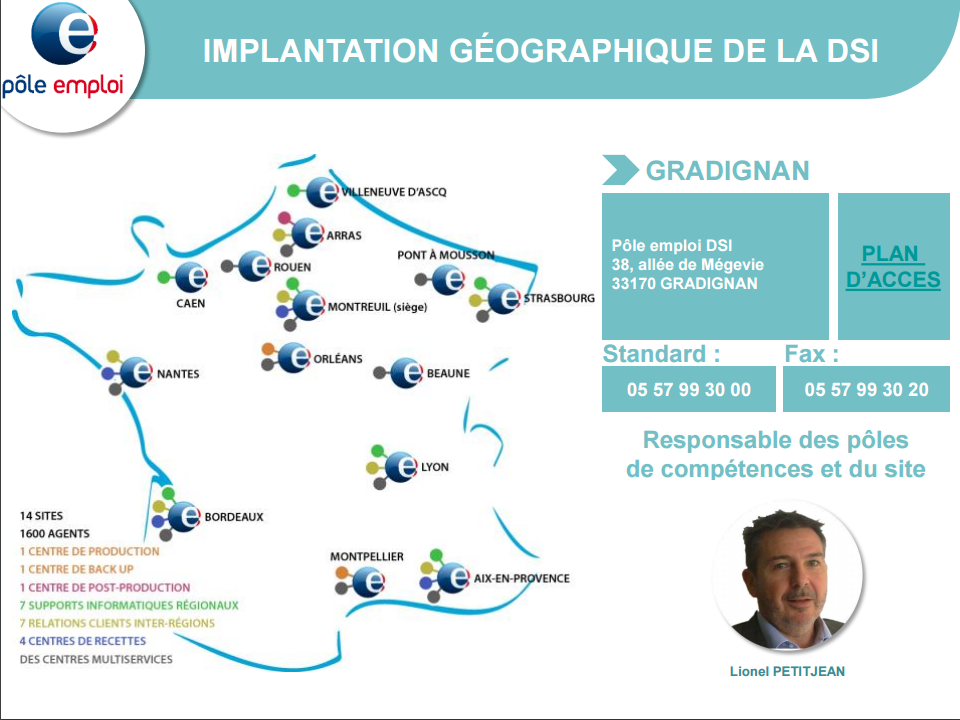 pôle emploi
IMPLANTATION GÉOGRAPHIQUE DE LA DSI
VILLENEUVE D'ASCQ
ARRAS
ROUEN
PONT À MOUSSON
CAEN
MONTREUIL (siège)
STRASBOURG
ORLÉANS
NANTES
BEAUNE
LYON
BORDEAUX
MONTPELLIER
AIX-EN-PROVENCE
14 SITES
1600 AGENTS
1 CENTRE DE PRODUCTION
1 CENTRE DE BACK UP
1 CENTRE DE POST-PRODUCTION
7 SUPPORTS INFORMATIQUES RÉGIONAUX
7 RELATIONS CLIENTS INTER-RÉGIONS
4 CENTRES DE RECETTES
DES CENTRES MULTISERVICES
GRADIGNAN
Pôle emploi DSI
38, allée de Mégevie
33170 GRADIGNAN
PLAN
D'ACCES
Standard :
Fax :
05 57 99 30 00
05 57 99 30 20
Responsable des pôles
de compétences et du site
Lionel PETITJEAN